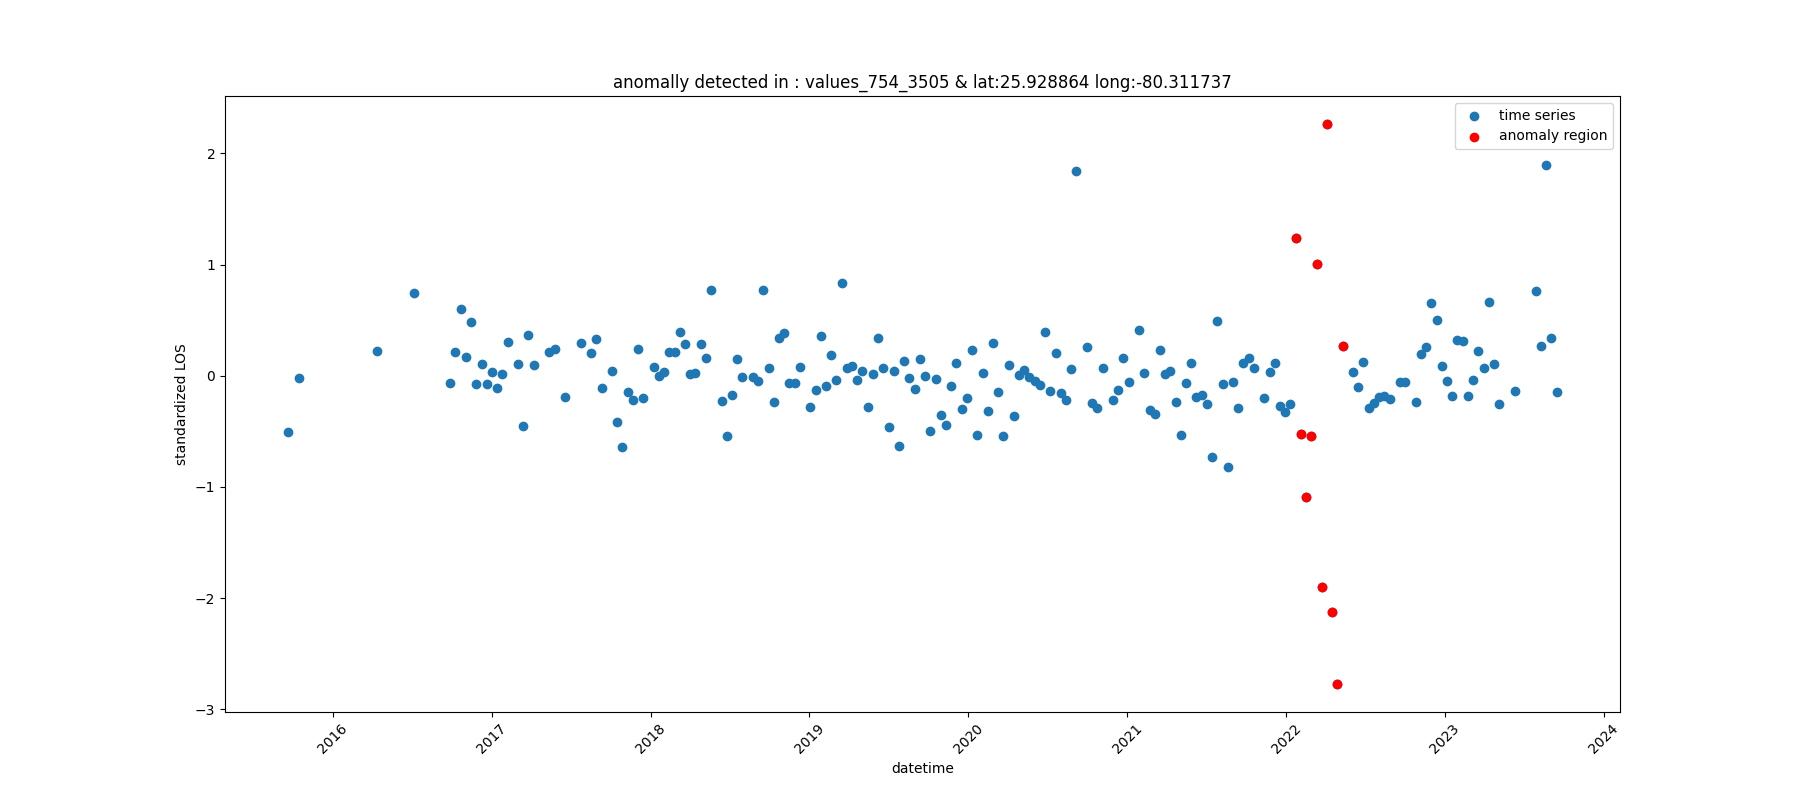 anomally detected in : values_754_3505 & lat:25.928864 long:-80.311737
time series
anomaly region
2
1
0
−1
−2
−3
standardized LOS
2016 2017 2018 2019 2020 2021 2022 2023 2024
datetime